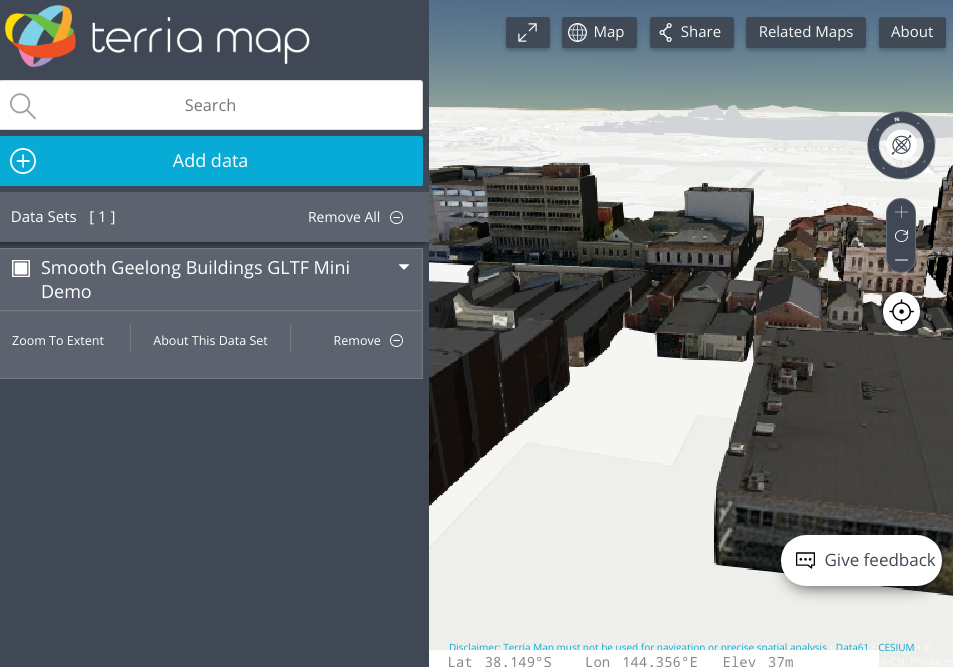 terria map
Map
Share
Related Maps
About
Search
Add data
Data Sets [ 1 ]
Remove All
Smooth Geelong Buildings GLTF Mini
Demo
Zoom To Extent
About This Data Set
Remove
N
Give feedback
Disclaimer: Terria Map must not be used for navigation or precise spatial analysis Data61 CESIUM
Lat 38.149°S Lon 144.356°E Elev 37m